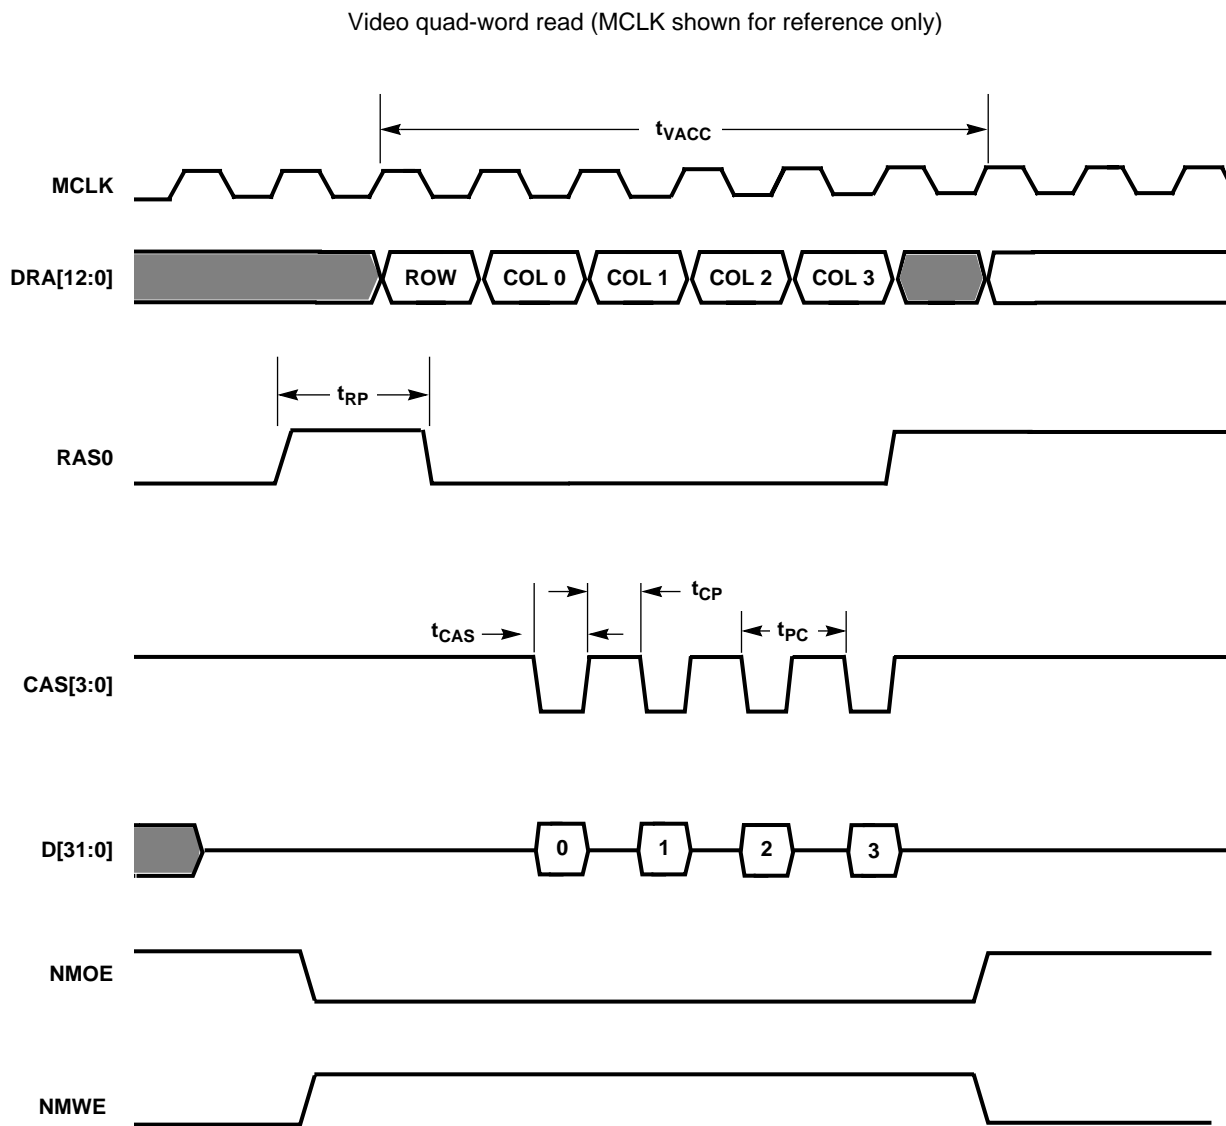 Video quad-word read (MCLK shown for reference only)
tVACC
MCLK
DRA[12:0]
ROW
COL 0
COL 1
COL 2
COL 3
tRP
RAS0
tCP
tCAS
tPC
CAS[3:0]
D[31:0]
0
1
2
3
NMOE
NMWE